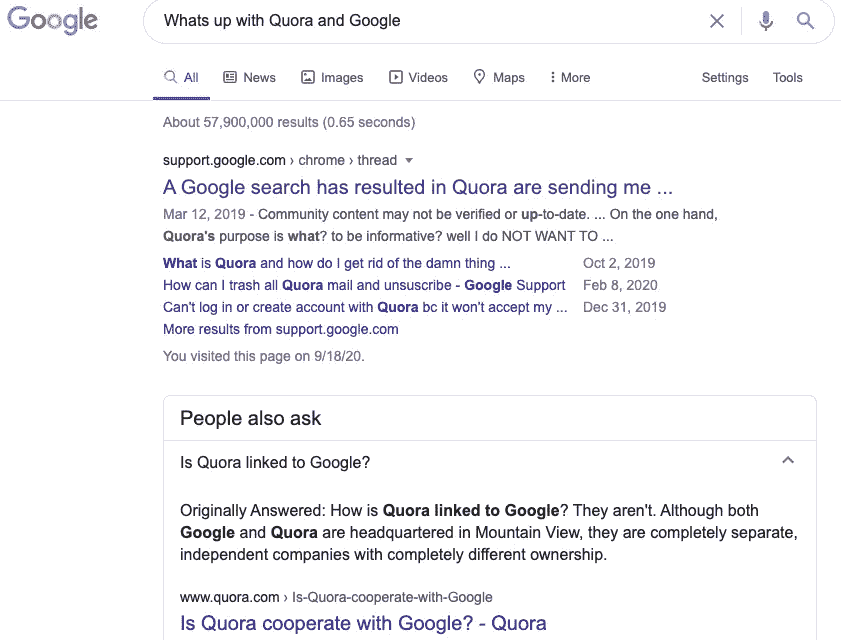 Google
Whats up with Quora and Google
All News Images Videos Maps More Settings Tools
About 57,900,000 results (0.65 seconds)
support.google.com › chrome › thread
A Google search has resulted in Quora are sending me ...
Mar 12, 2019 - Community content may not be verified or up-to-date. ... On the one hand,
Quora's purpose is what? to be informative? well I do NOT WANT TO ...
What is Quora and how do I get rid of the damn thing ... Oct 2, 2019
How can I trash all Quora mail and unsuscribe - Google Support Feb 8, 2020
Can't log in or create account with Quora bc it won't accept my ... Dec 31, 2019
More results from support.google.com
You visited this page on 9/18/20.
People also ask
Is Quora linked to Google?
Originally Answered: How is Quora linked to Google? They aren't. Although both
Google and Quora are headquartered in Mountain View, they are completely separate,
independent companies with completely different ownership.
www.quora.com › Is-Quora-cooperate-with-Google
Is Quora cooperate with Google? - Quora